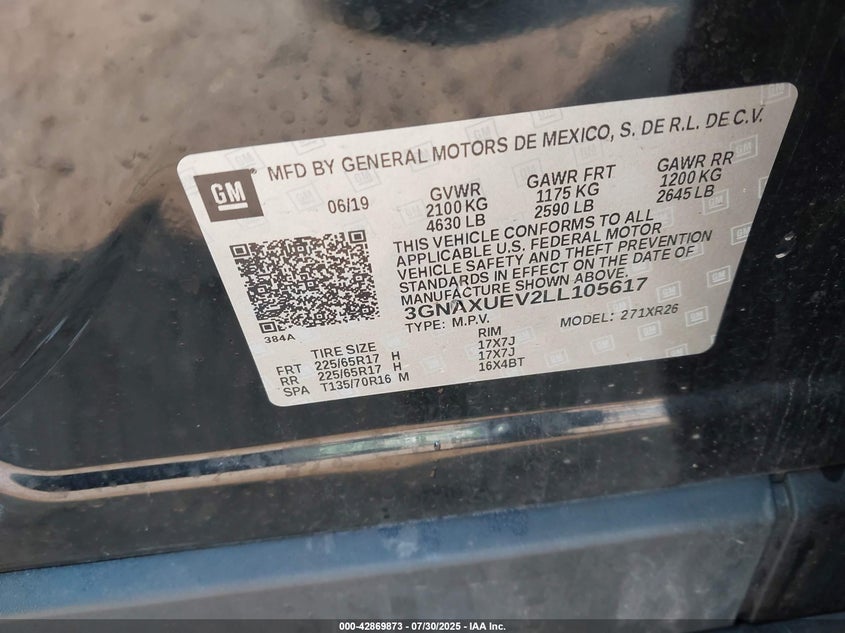 MFD BY GENERAL MOTORS DE MEXICO, S. DE R.L. DE C.V.
GM
06/19 GVWR GAWR FRT GAWR RR
2100 KG 1175 KG 1200 KG
4630 LB 2590 LB 2645 LB
THIS VEHICLE CONFORMS TO ALL
APPLICABLE U.S. FEDERAL MOTOR
VEHICLE SAFETY AND THEFT PREVENTION
STANDARDS IN EFFECT ON THE DATE OF
MANUFACTURE SHOWN ABOVE.
3GNAXUEV2LL105617
TYPE: M.P.V. MODEL: 271XR26
384A
TIRE SIZE RIM
FRT 225/65R17 H 17X7J
RR 225/65R17 H 17X7J
SPA T135/70R16 M 16X4BT
000-42869873 / 07/30/2025 - IAA Inc.